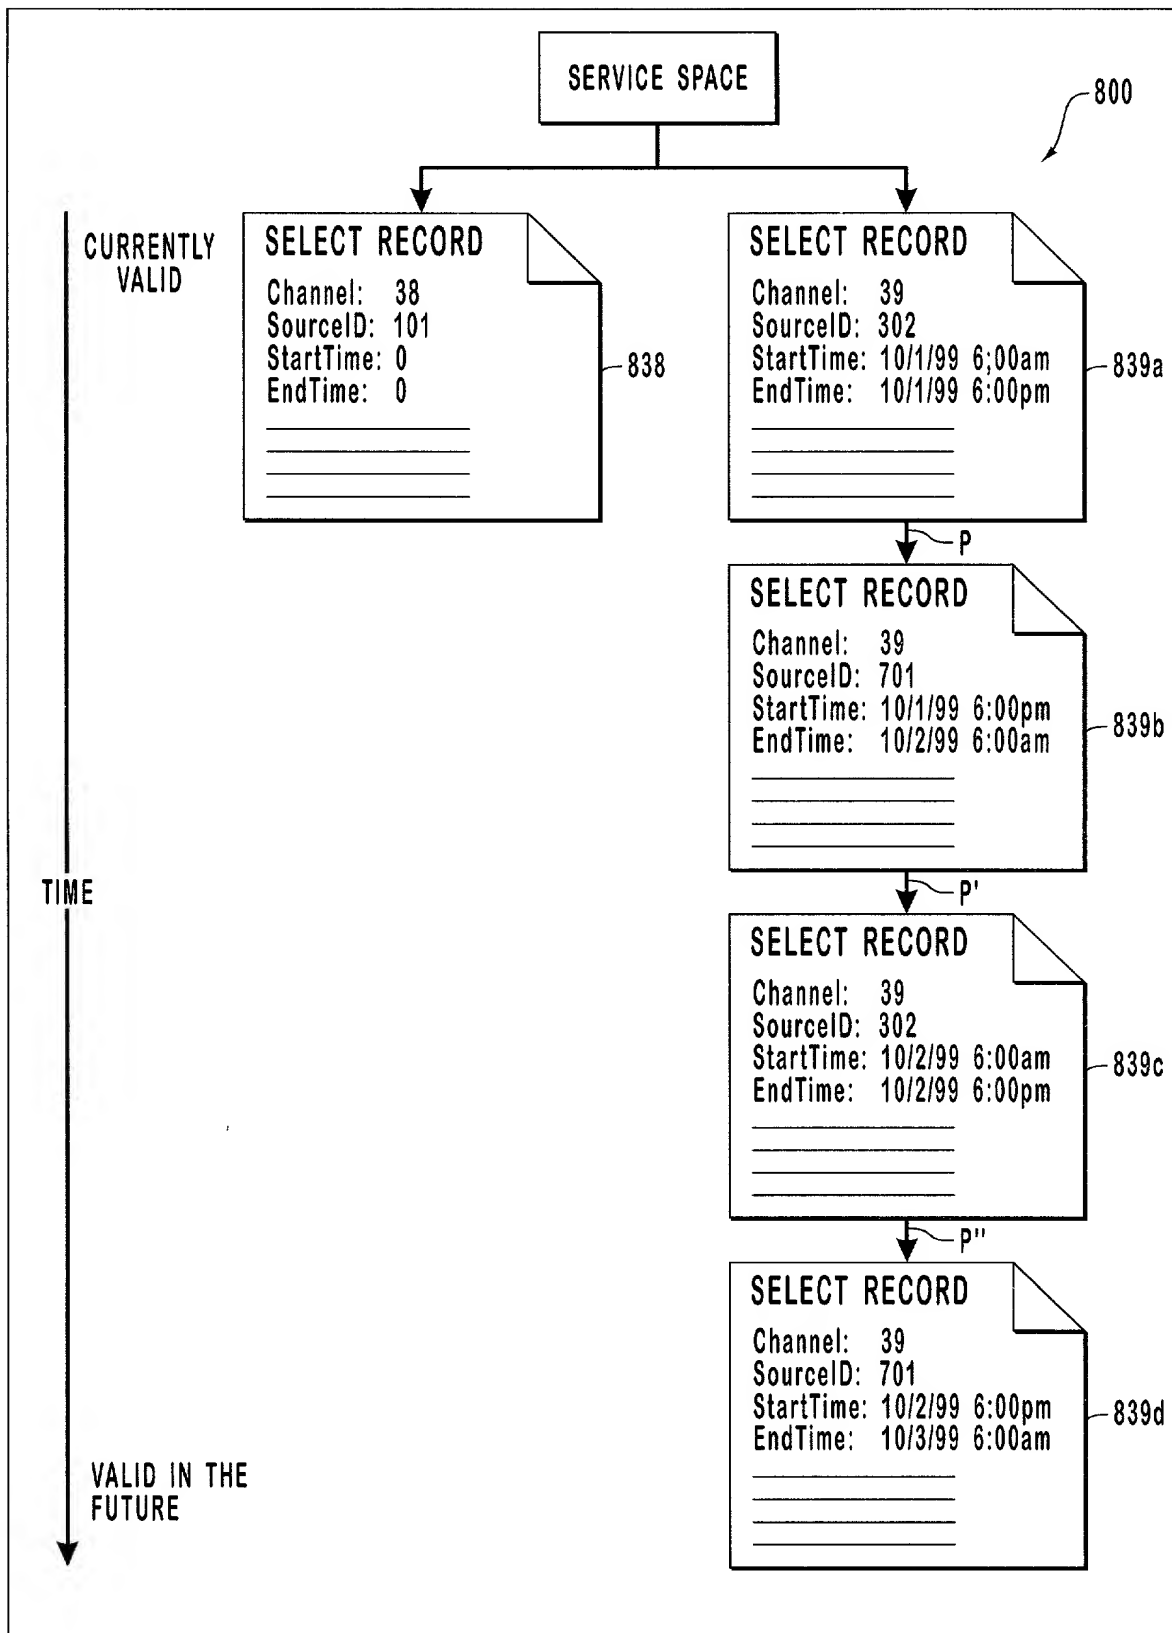 SERVICE SPACE
800
CURRENTLY
VALID
SELECT RECORD
Channel: 38
SourceID: 101
StartTime: 0
EndTime: 0
838
SELECT RECORD
Channel: 39
SourceID: 302
StartTime: 10/1/99 6;00am
EndTime: 10/1/99 6:00pm
839a
P
SELECT RECORD
Channel: 39
SourceID: 701
StartTime: 10/1/99 6:00pm
EndTime: 10/2/99 6:00am
839b
TIME
P'
SELECT RECORD
Channel: 39
SourceID: 302
StartTime: 10/2/99 6:00am
EndTime: 10/2/99 6:00pm
839c
P"
SELECT RECORD
Channel: 39
SourceID: 701
StartTime: 10/2/99 6:00pm
EndTime: 10/3/99 6:00am
839d
VALID IN THE
FUTURE